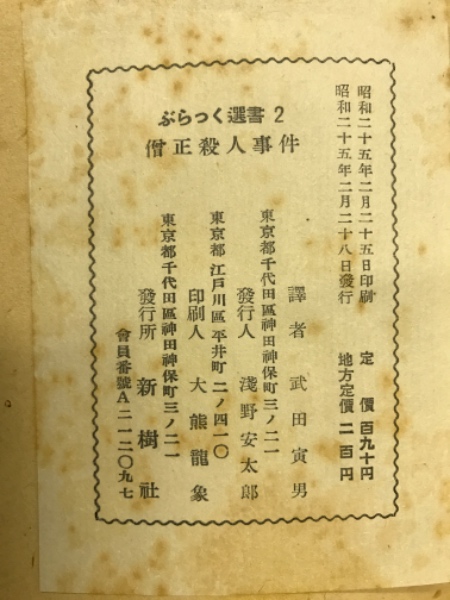 昭和二十五年二月二十五日印刷　定　價　百九十円
昭和二十五年二月二十八日發行　地方定價　二百円
ぶらっく選書 2
僧正殺人事件
譯者　武田寅男
東京都千代田區神田神保町三ノ二一
發行人　淺野安太郎
東京都江戸川區平井町二ノ四一〇
印刷人　大熊龍象
東京都千代田區神田神保町三ノ二一
發行所　新樹社
會員番號A二一二〇九七